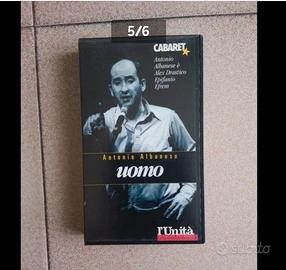 5/6
CABARET
Antonio
Albanese è
Alex Drastico
Epifanio
Efrem
Antonio Albanese
uomo
l'Unità
subito